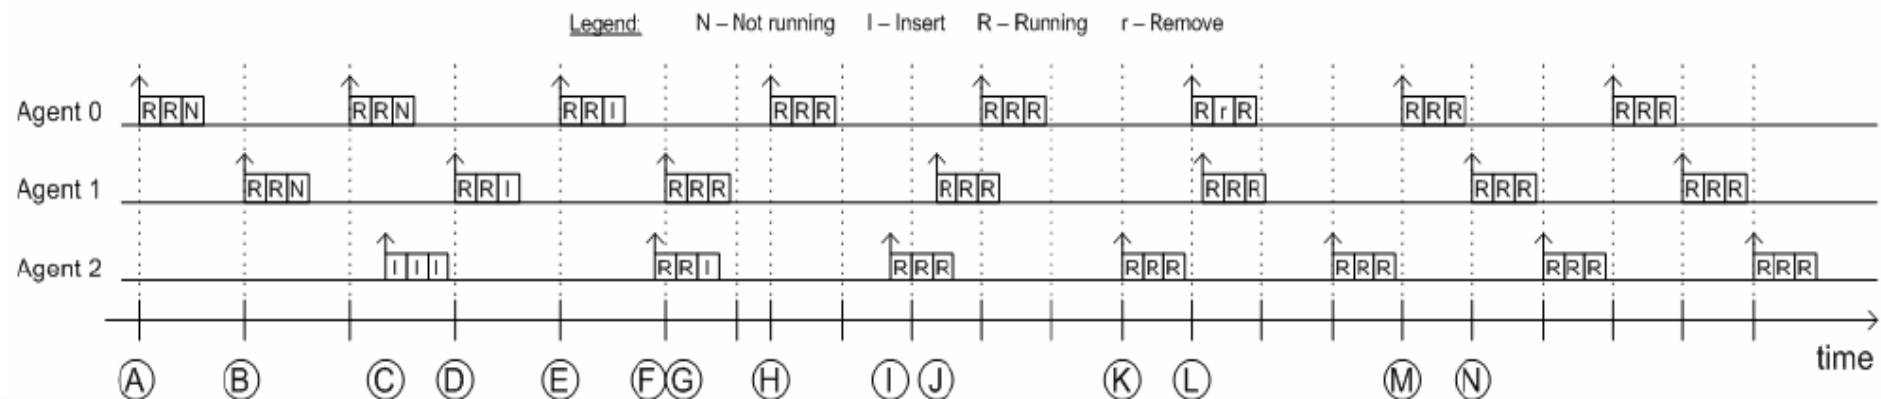 Legend: N – Not running I – Insert R – Running r – Remove
Agent 0 RRN RRN RRI RRR RRR RrR RRR RRR
Agent 1 RRN RRI RRR RRR RRR RRR RRR
Agent 2 III RRI RRR RRR RRR RRR RRR
time
A B C D E F G H I J K L M N